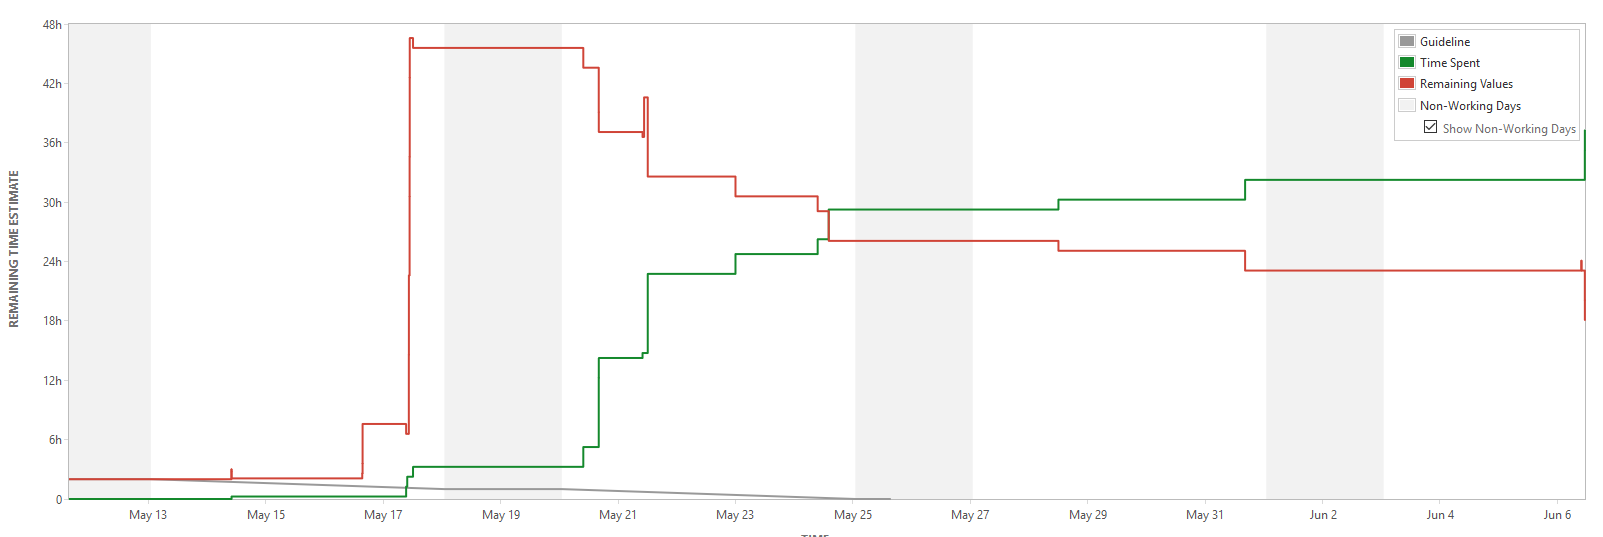 48h
42h
36h
30h
24h
18h
12h
6h
0
REMAINING TIME ESTIMATE
Guideline
Time Spent
Remaining Values
Non-Working Days
Show Non-Working Days
May 13 May 15 May 17 May 19 May 21 May 23 May 25 May 27 May 29 May 31 Jun 2 Jun 4 Jun 6
TIME